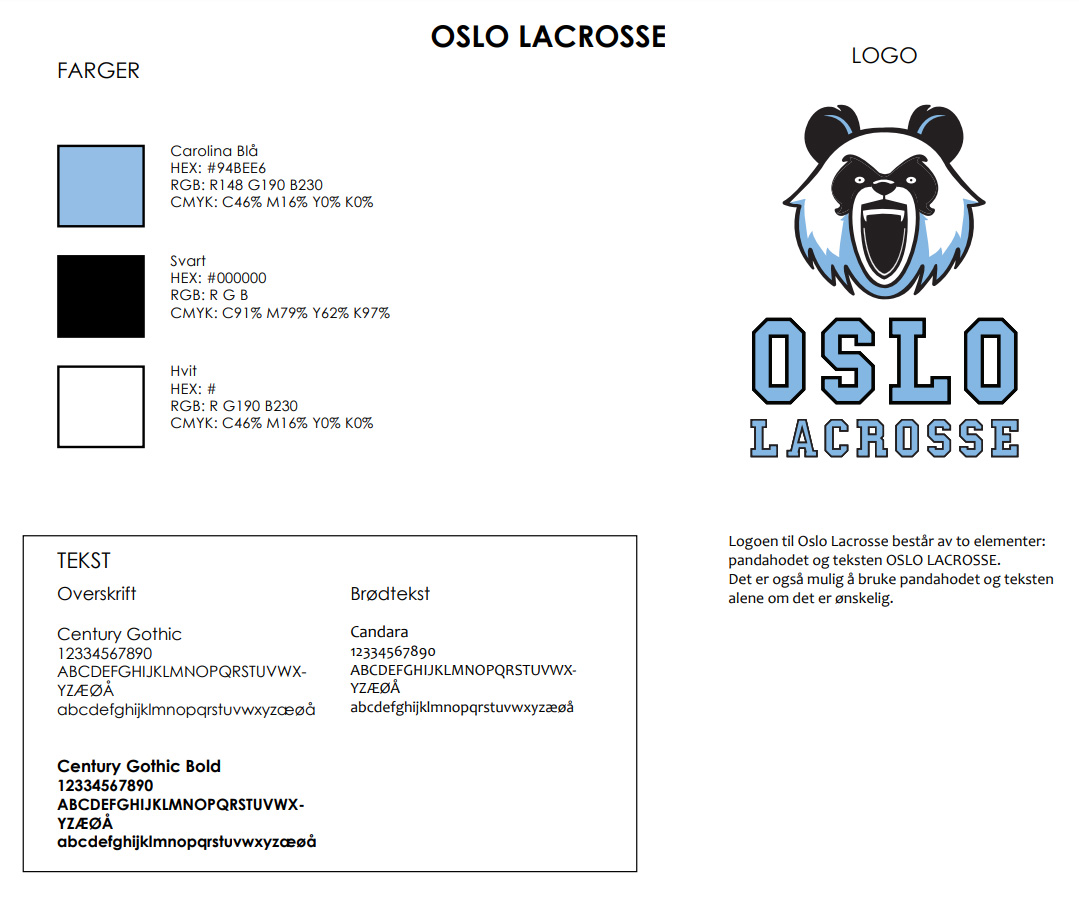 OSLO LACROSSE
FARGER
Carolina Blå
HEX: #94BEE6
RGB: R148 G190 B230
CMYK: C46% M16% Y0% K0%
Svart
HEX: #000000
RGB: R G B
CMYK: C91% M79% Y62% K97%
Hvit
HEX: #
RGB: R G190 B230
CMYK: C46% M16% Y0% K0%
LOGO
OSLO
LACROSSE
Logoen til Oslo Lacrosse består av to elementer:
pandahodet og teksten OSLO LACROSSE.
Det er også mulig å bruke pandahodet og teksten
alene om det er ønskelig.
TEKST
Overskrift
Century Gothic
12334567890
ABCDEFGHIJKLMNOPQRSTUVWX-
YZÆØÅ
abcdefghijklmnopqrstuvwxyzæøå
Century Gothic Bold
12334567890
ABCDEFGHIJKLMNOPQRSTUVWX-
YZÆØÅ
abcdefghijklmnopqrstuvwxyzæøå
Brødtekst
Candara
12334567890
ABCDEFGHIJKLMNOPQRSTUVWX-
YZÆØÅ
abcdefghijklmnopqrstuvwxyzæøå